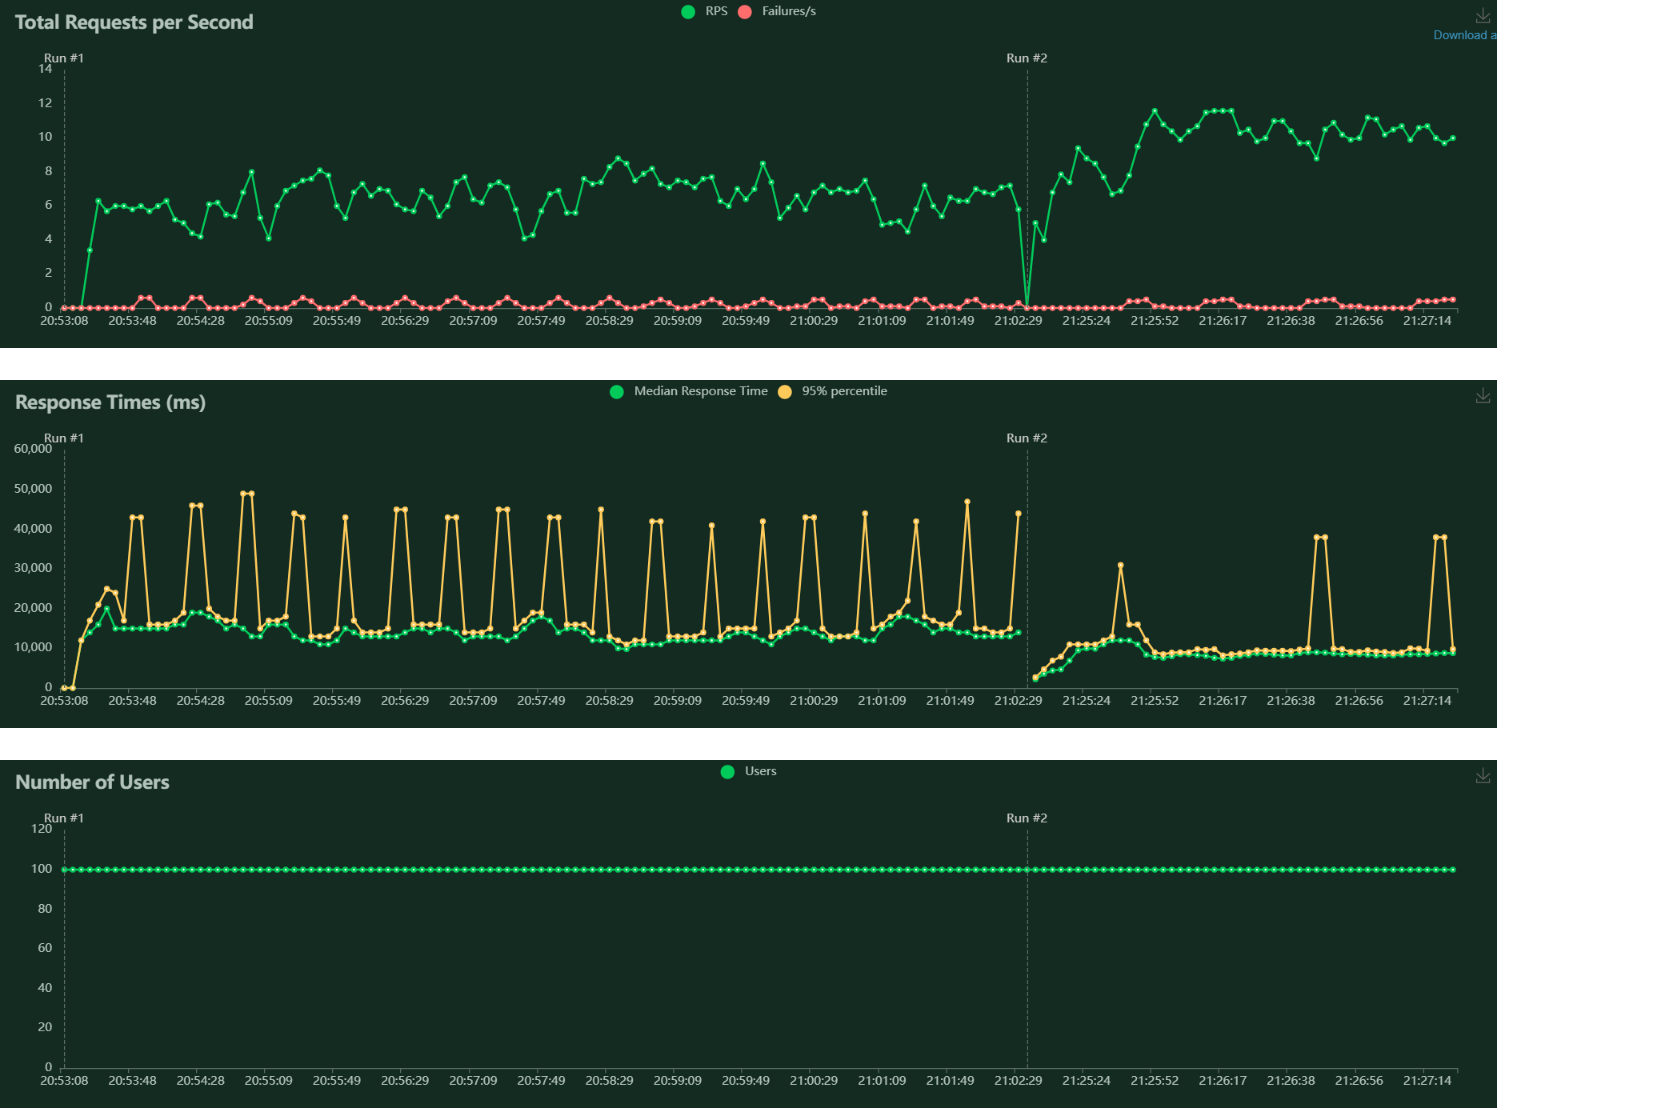 Total Requests per Second
RPS Failures/s
Download a
Run #1 Run #2
14
12
10
8
6
4
2
0
20:53:08 20:53:48 20:54:28 20:55:09 20:55:49 20:56:29 20:57:09 20:57:49 20:58:29 20:59:09 20:59:49 21:00:29 21:01:09 21:01:49 21:02:29 21:25:24 21:25:52 21:26:17 21:26:38 21:26:56 21:27:14
Response Times (ms)
Median Response Time 95% percentile
Run #1 Run #2
60,000
50,000
40,000
30,000
20,000
10,000
0
20:53:08 20:53:48 20:54:28 20:55:09 20:55:49 20:56:29 20:57:09 20:57:49 20:58:29 20:59:09 20:59:49 21:00:29 21:01:09 21:01:49 21:02:29 21:25:24 21:25:52 21:26:17 21:26:38 21:26:56 21:27:14
Number of Users
Users
Run #1 Run #2
120
100
80
60
40
20
0
20:53:08 20:53:48 20:54:28 20:55:09 20:55:49 20:56:29 20:57:09 20:57:49 20:58:29 20:59:09 20:59:49 21:00:29 21:01:09 21:01:49 21:02:29 21:25:24 21:25:52 21:26:17 21:26:38 21:26:56 21:27:14